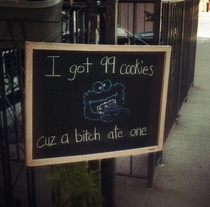 I got 99 cookies
cuz a bitch ate one